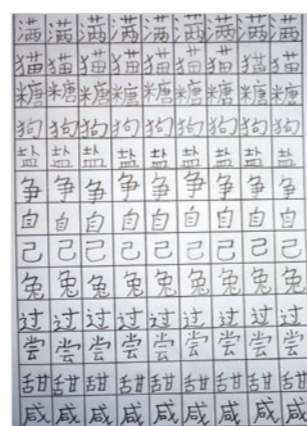 满满满满满满满满满
猫猫猫猫猫猫猫猫猫
糖糖糖糖糖糖糖糖糖
狗狗狗狗狗狗狗狗狗
盐盐盐盐盐盐盐盐盐
争争争争争争争争争
自自自自自自自自自
己己己己己己己己己
兔兔兔兔兔兔兔兔兔
过过过过过过过过过
尝尝尝尝尝尝尝尝尝
甜甜甜甜甜甜甜甜甜
咸咸咸咸咸咸咸咸咸